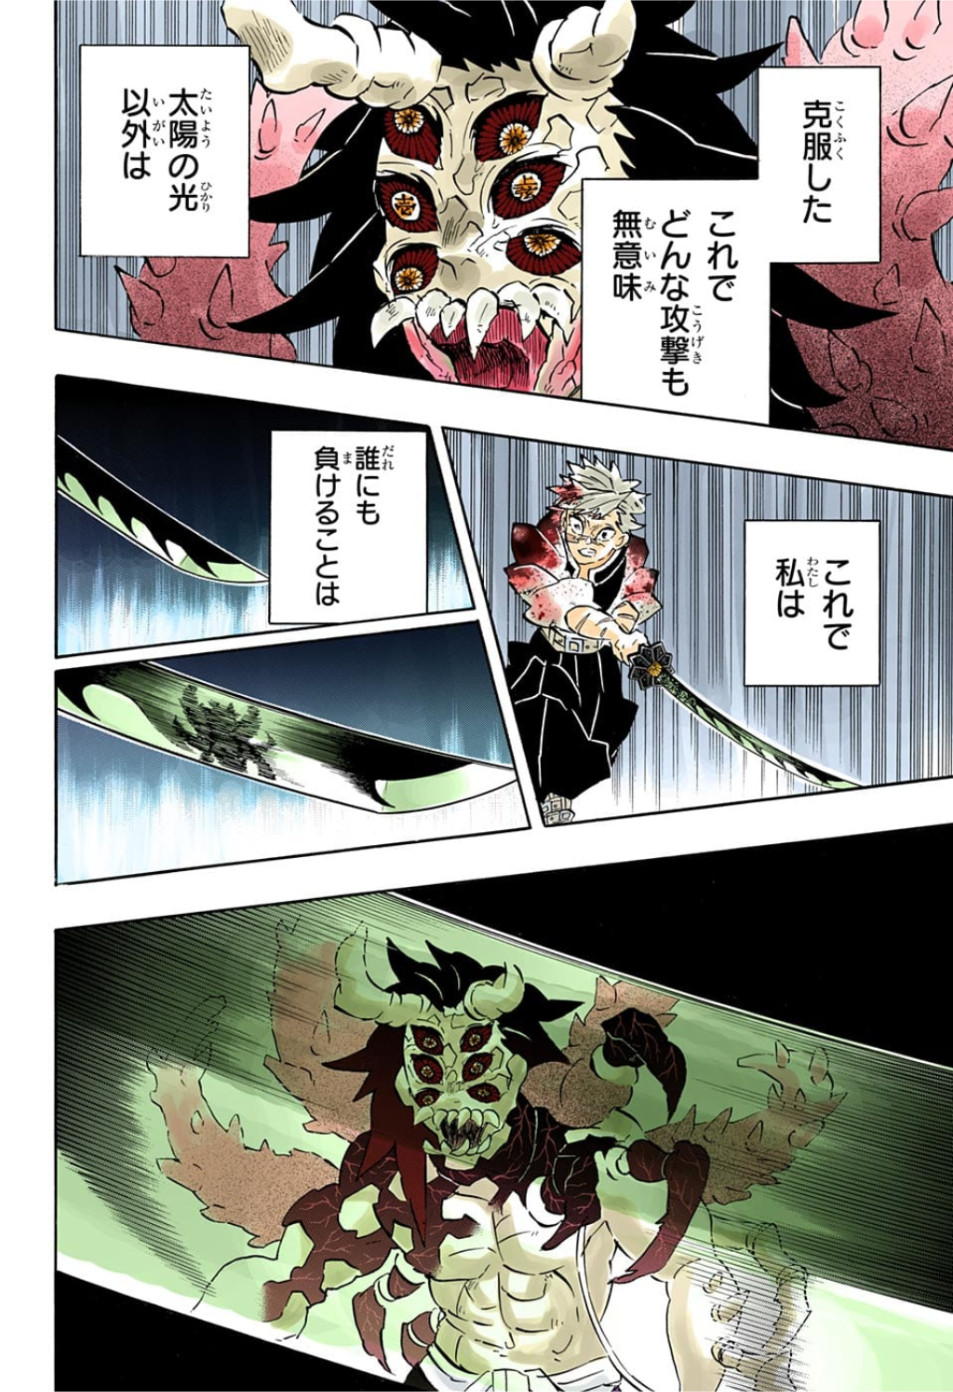 克服した
これで
どんな攻撃も
無意味
太陽の光
以外は
これで
私は
誰にも
負けることは